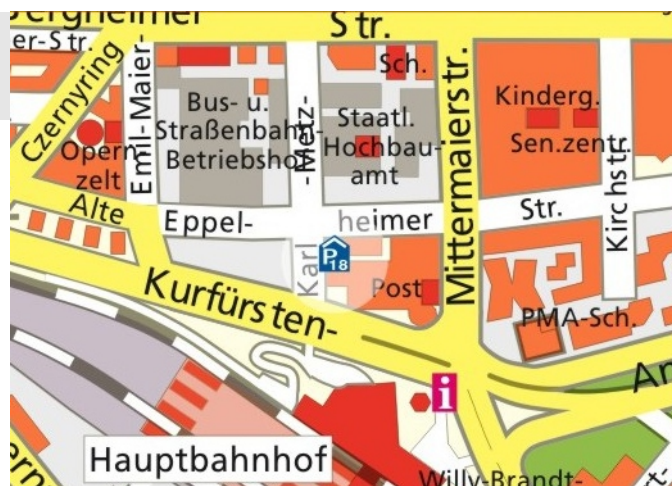 Bergheimer
Str.
er-Str.
Czernyring
Emil-Maier-
Opern
zelt
Bus- u.
Straßenbahn-
Betriebshof
-Metz-
Karl
Sch.
Staatl.
Hochbau-
amt
Mittermaierstr.
Kinderg.
Sen.zentr.
Kirchstr.
Alte
Eppel-
heimer
Str.
P
18
Post
Kurfürsten-
PMA-Sch.
An
i
Hauptbahnhof
Willy-Brandt-